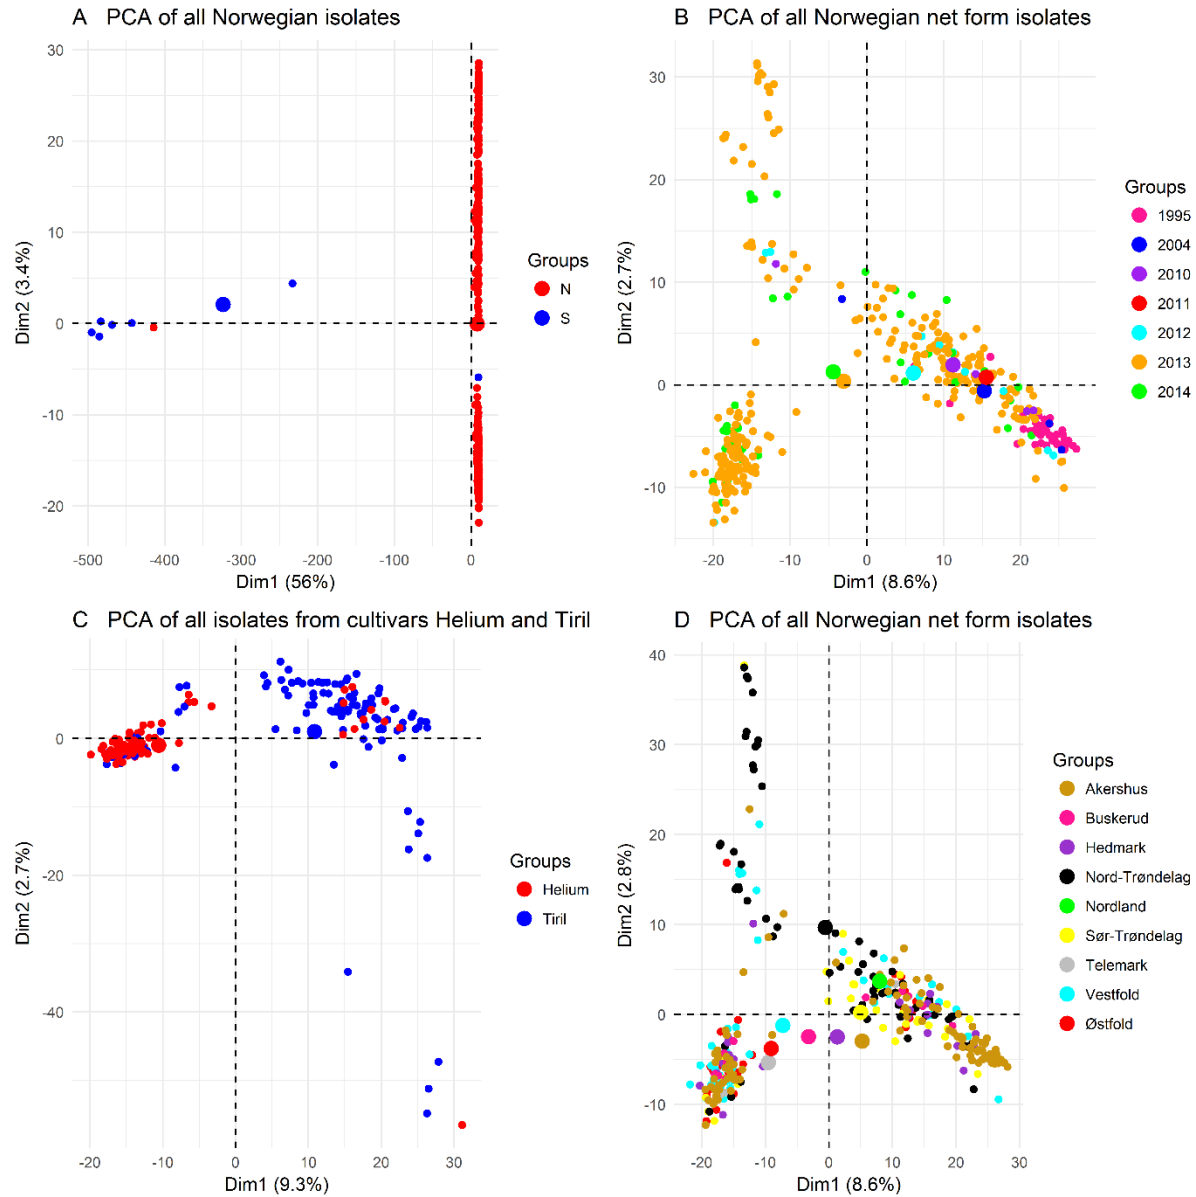 A PCA of all Norwegian isolates
30
20
10
0
-10
-20
Dim2 (3.4%)
-500 -400 -300 -200 -100 0
Dim1 (56%)
Groups
N
S
B PCA of all Norwegian net form isolates
30
20
10
0
-10
Dim2 (2.7%)
-20 -10 0 10 20
Dim1 (8.6%)
Groups
1995
2004
2010
2011
2012
2013
2014
C PCA of all isolates from cultivars Helium and Tiril
0
-20
-40
Dim2 (2.7%)
-20 -10 0 10 20 30
Dim1 (9.3%)
Groups
Helium
Tiril
D PCA of all Norwegian net form isolates
40
30
20
10
0
-10
Dim2 (2.8%)
-20 -10 0 10 20 30
Dim1 (8.6%)
Groups
Akershus
Buskerud
Hedmark
Nord-Trøndelag
Nordland
Sør-Trøndelag
Telemark
Vestfold
Østfold